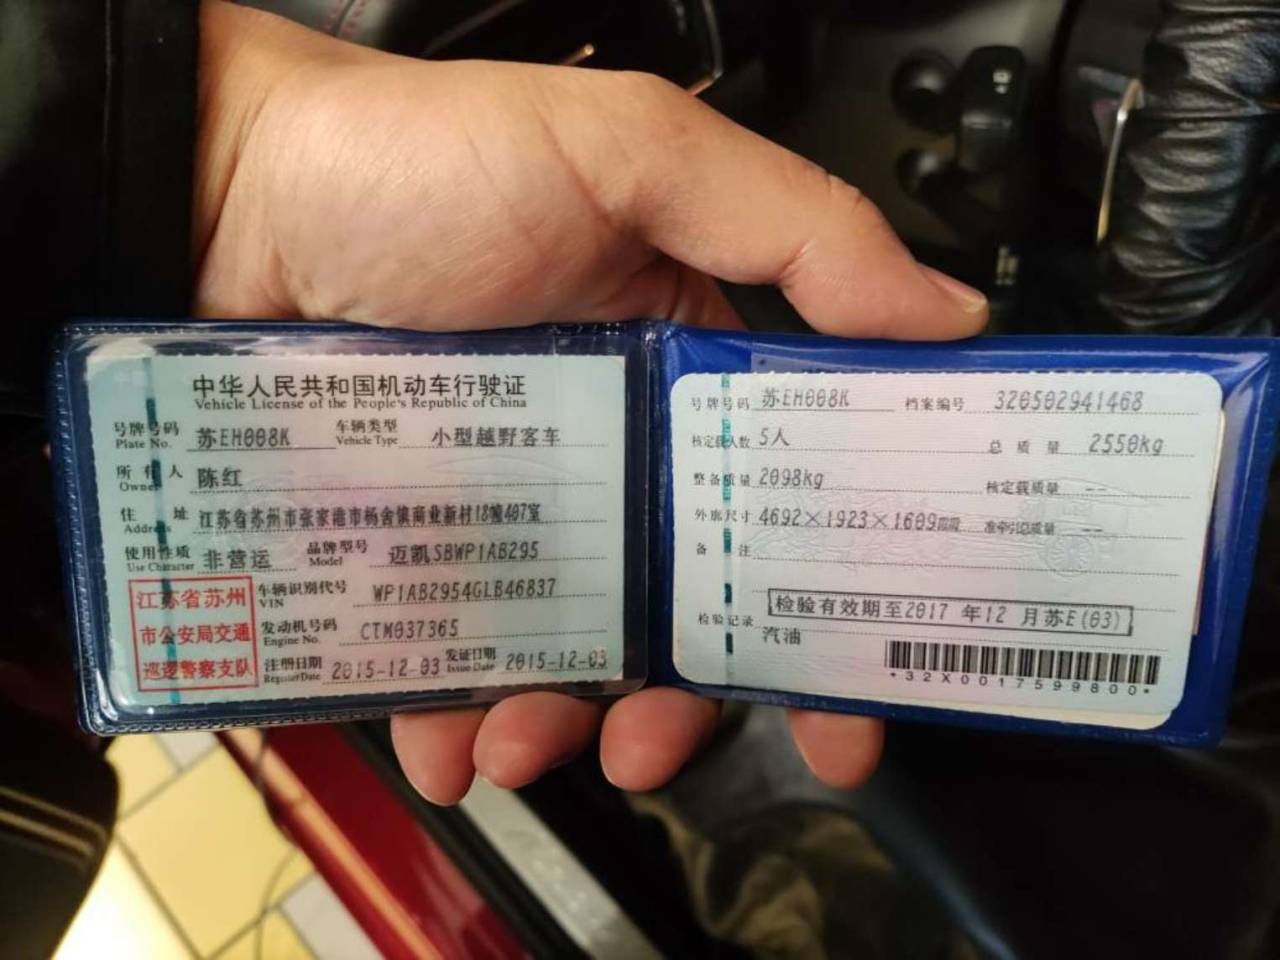 中华人民共和国机动车行驶证
Vehicle License of the People's Republic of China
号牌号码 苏EH008K 车辆类型 小型越野客车
Plate No. Vehicle Type
所有人 陈红
Owner
住址 江苏省苏州市张家港市杨舍镇商业新村18幢407室
Address
使用性质 非营运 品牌型号 迈凯SBWP1AB295
Use Character Model
江苏省苏州
市公安局交通
巡逻警察支队
车辆识别代号 WP1AB2954GLB46837
VIN
发动机号码 CTM037365
Engine No.
注册日期 2015-12-03 发证日期 2015-12-03
Register Date Issue Date
号牌号码 苏EH008K 档案编号 320502941468
核定载人数 5人 总质量 2550kg
整备质量 2098kg 核定载质量 --
外廓尺寸 4692×1923×1609mm 准牵引总质量 --
备注
检验有效期至2017 年12 月苏E(03)
检验记录
汽油
*32X0017599800*